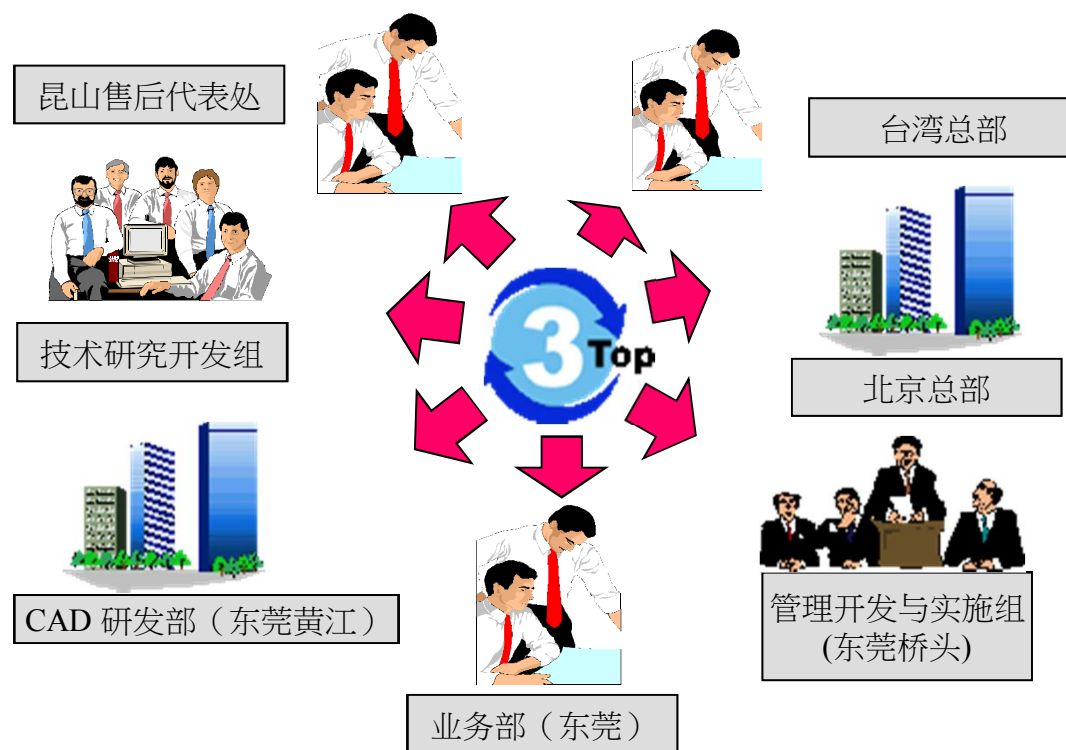 昆山售后代表处
台湾总部
技术研究开发组
3
Top
北京总部
CAD 研发部（东莞黄江）
管理开发与实施组
(东莞桥头)
业务部（东莞）